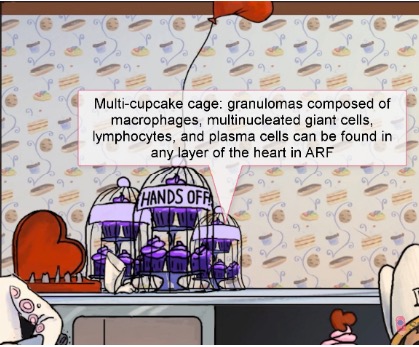 Multi-cupcake cage: granulomas composed of
macrophages, multinucleated giant cells,
lymphocytes, and plasma cells can be found in
any layer of the heart in ARF
HANDS OFF